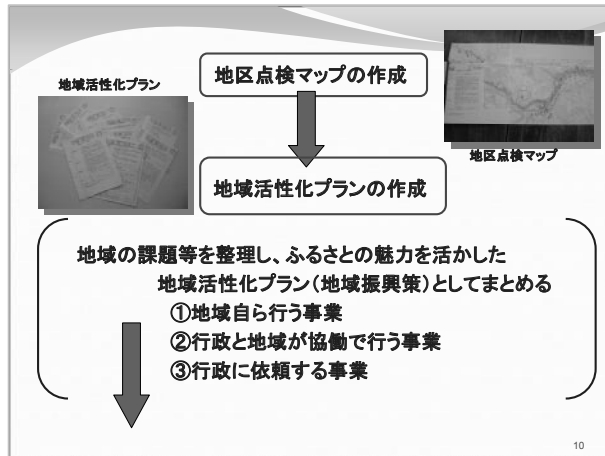 地区点検マップの作成
地域活性化プラン
地区点検マップ
地域活性化プランの作成
地域の課題等を整理し、ふるさとの魅力を活かした
地域活性化プラン（地域振興策）としてまとめる
①地域自ら行う事業
②行政と地域が協働で行う事業
③行政に依頼する事業
10